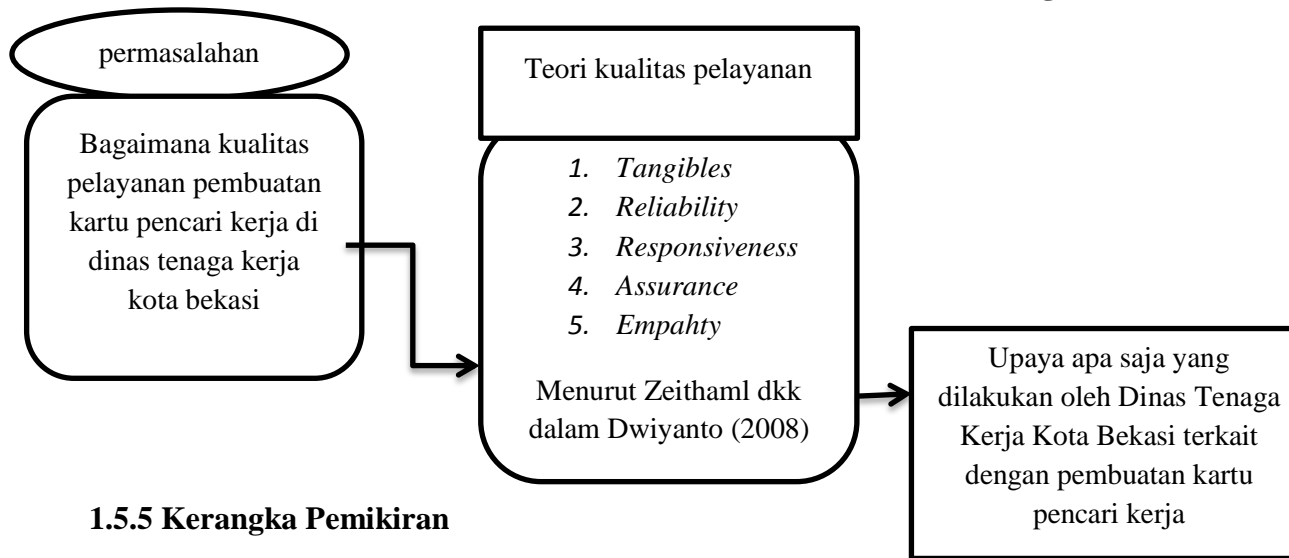 permasalahan
Bagaimana kualitas
pelayanan pembuatan
kartu pencari kerja di
dinas tenaga kerja
kota bekasi
Teori kualitas pelayanan
1. Tangibles
2. Reliability
3. Responsiveness
4. Assurance
5. Empahty
Menurut Zeithaml dkk
dalam Dwiyanto (2008)
Upaya apa saja yang
dilakukan oleh Dinas Tenaga
Kerja Kota Bekasi terkait
dengan pembuatan kartu
pencari kerja
1.5.5 Kerangka Pemikiran